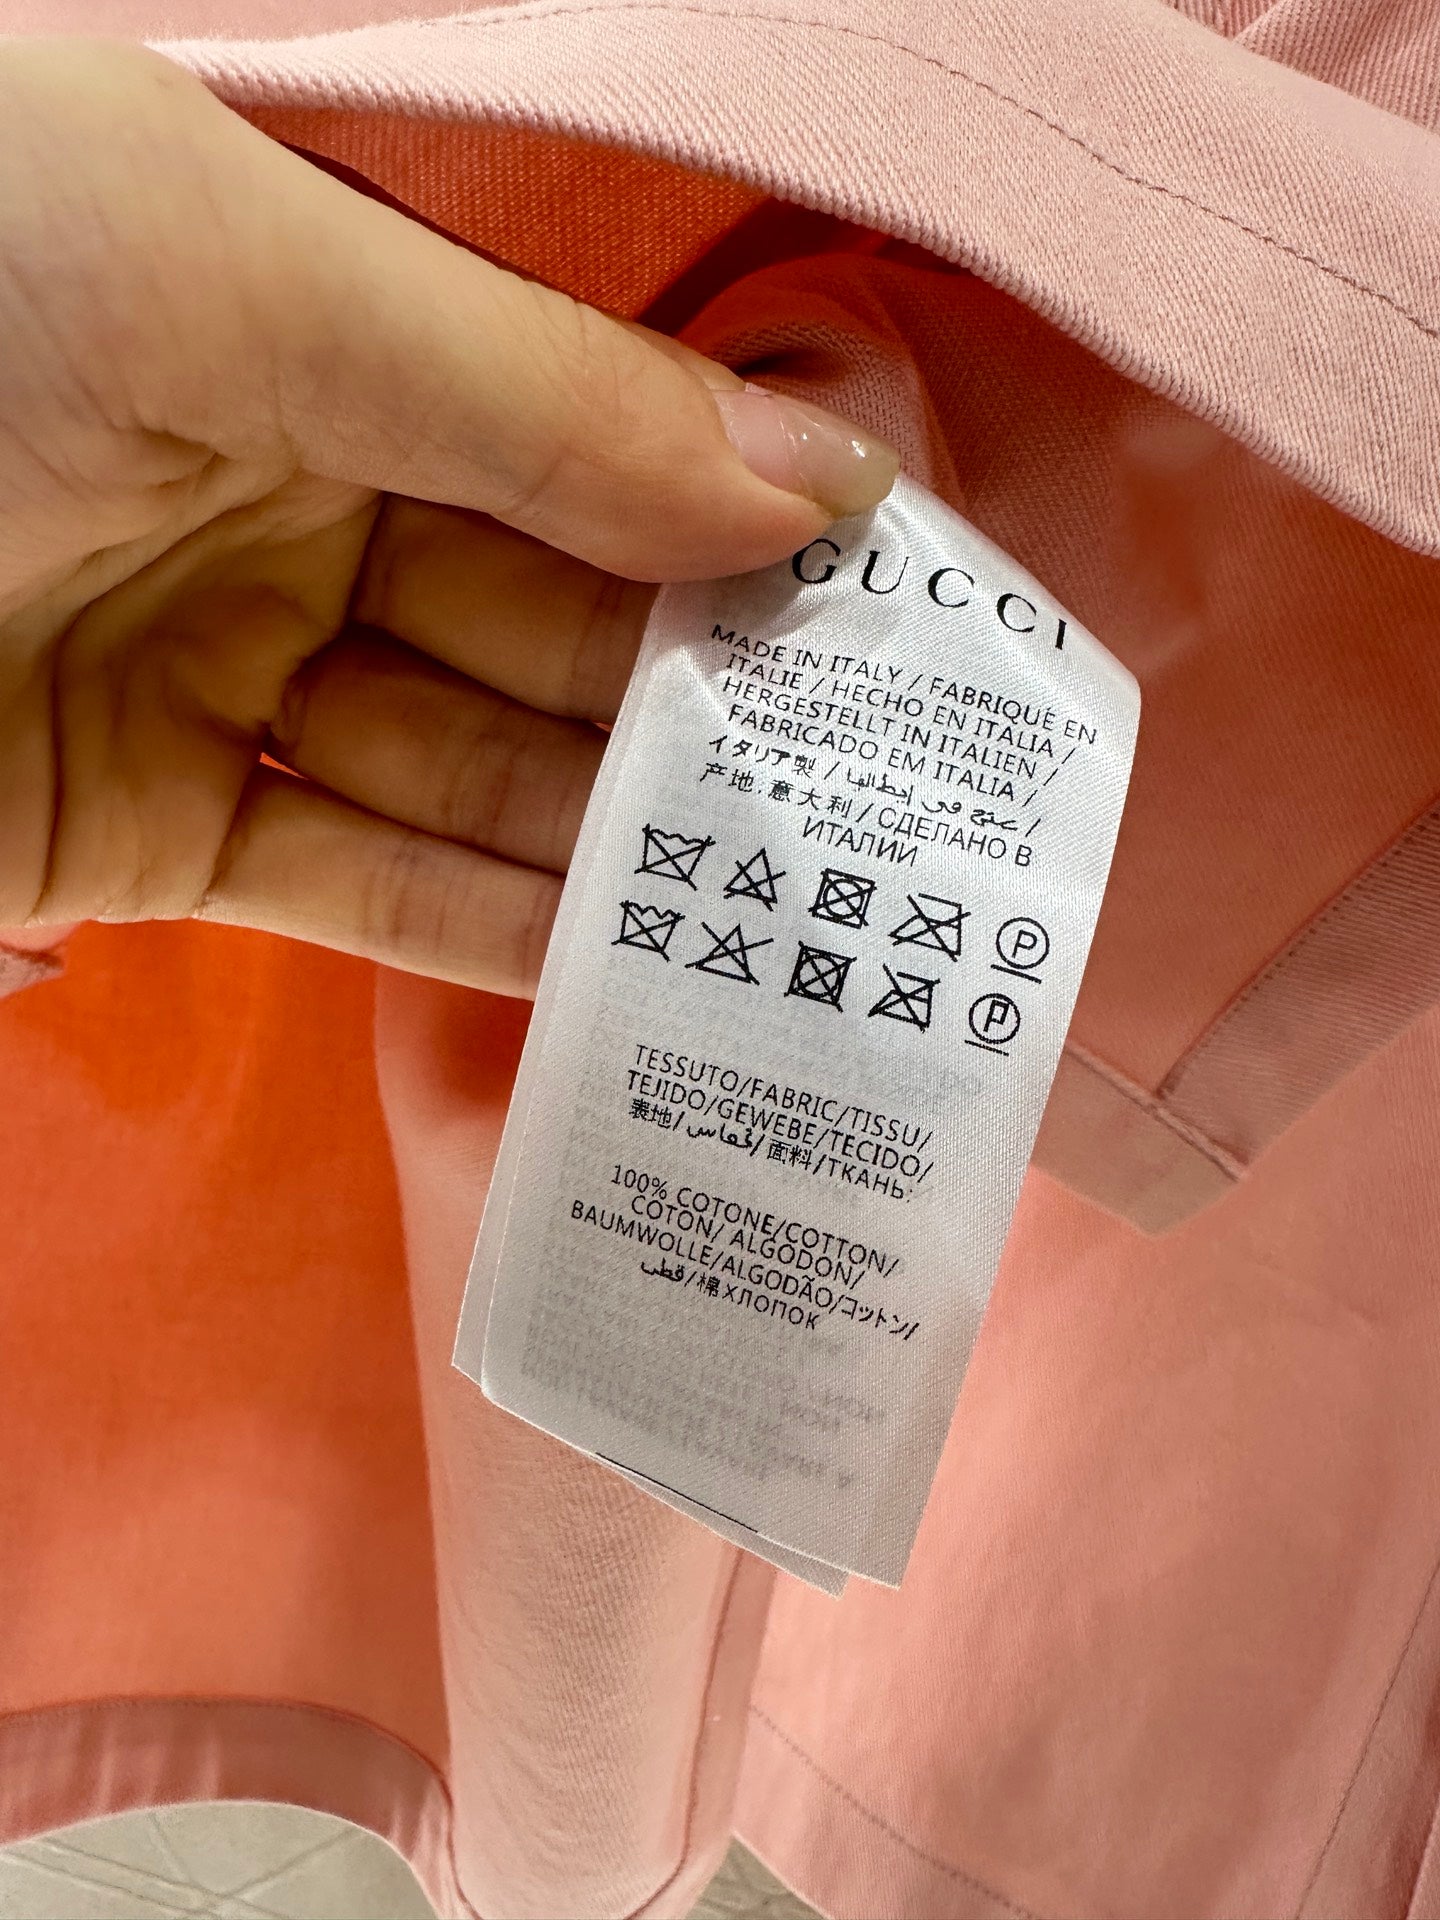 GUCCI
MADE IN ITALY / FABRIQUÉ EN
ITALIE / HECHO EN ITALIA /
HERGESTELLT IN ITALIEN /
FABRICADO EM ITALIA /
イタリア製 / صنع في إيطاليا /
产地.意大利 / СДЕЛАНО В
ИТАЛИИ
P
P
TESSUTO/FABRIC/TISSU/
TEJIDO/GEWEBE/TECIDO/
表地/قماش/面料/ТКАНЬ:
100% COTONE/COTTON/
COTON/ ALGODON/
BAUMWOLLE/ALGODÃO/コットン/
قطن/棉 ХЛОПОК